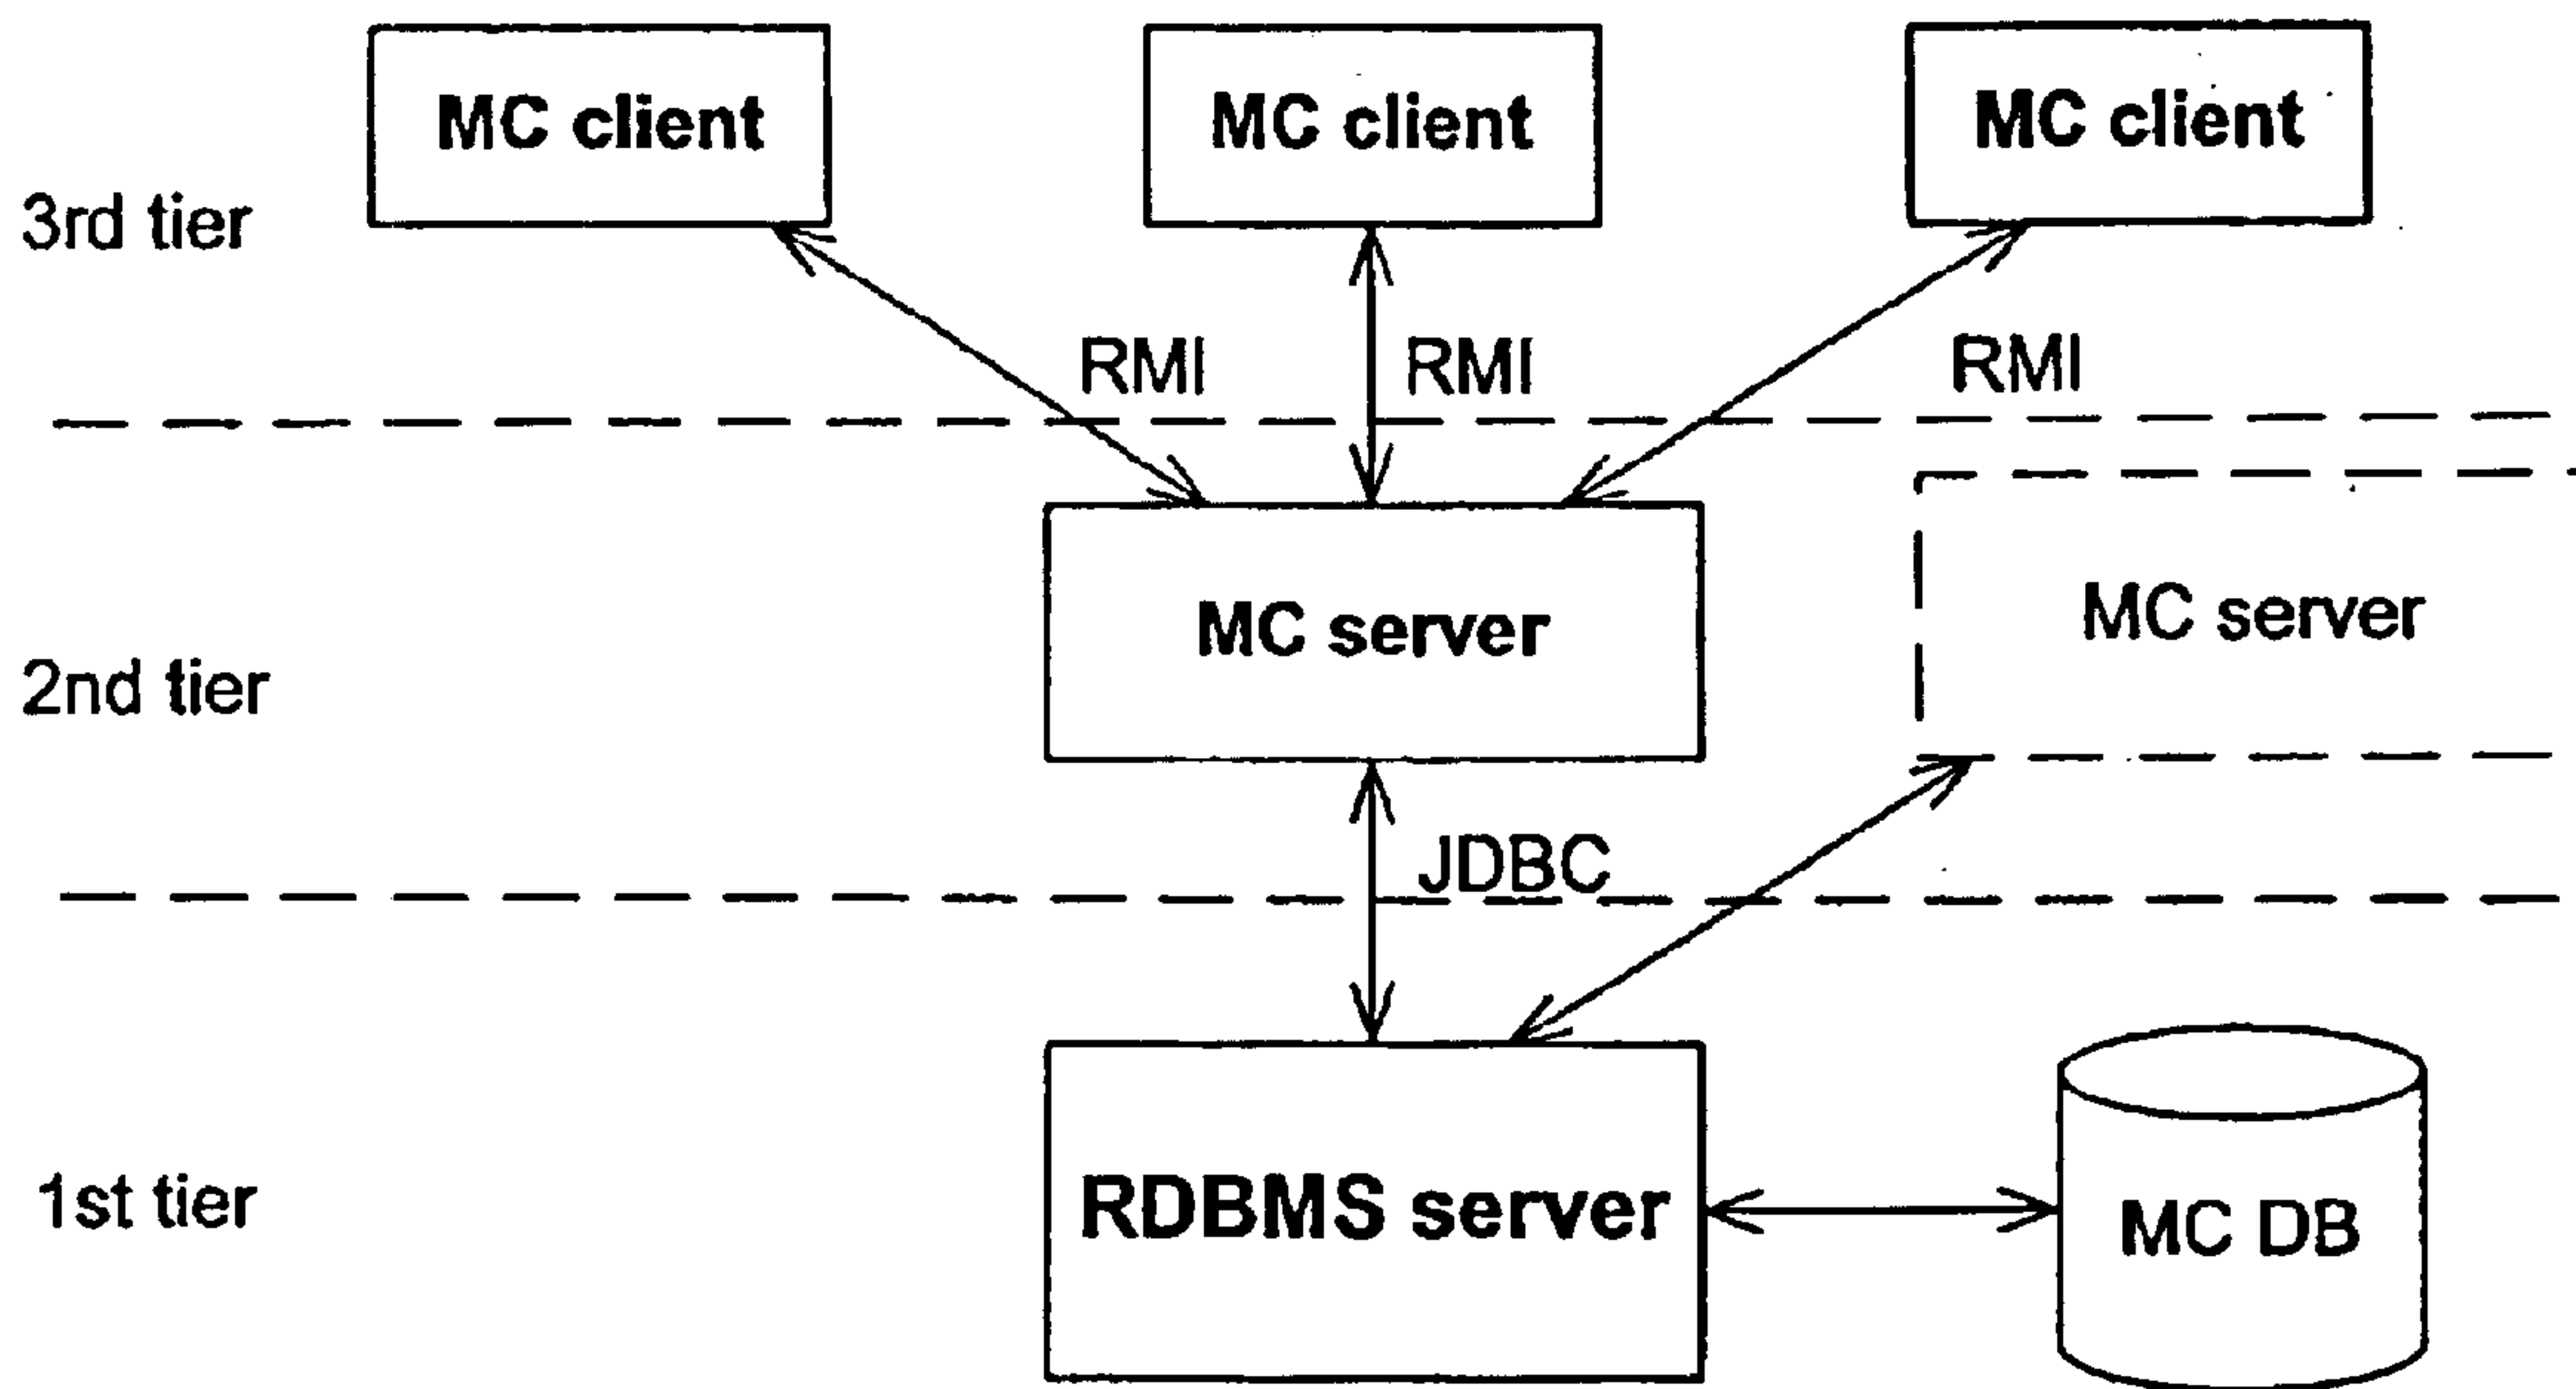 MC client
MC client
MC client
3rd tier
RMI
RMI
RMI
MC server
MC server
2nd tier
JDBC
RDBMS server
MC DB
1st tier